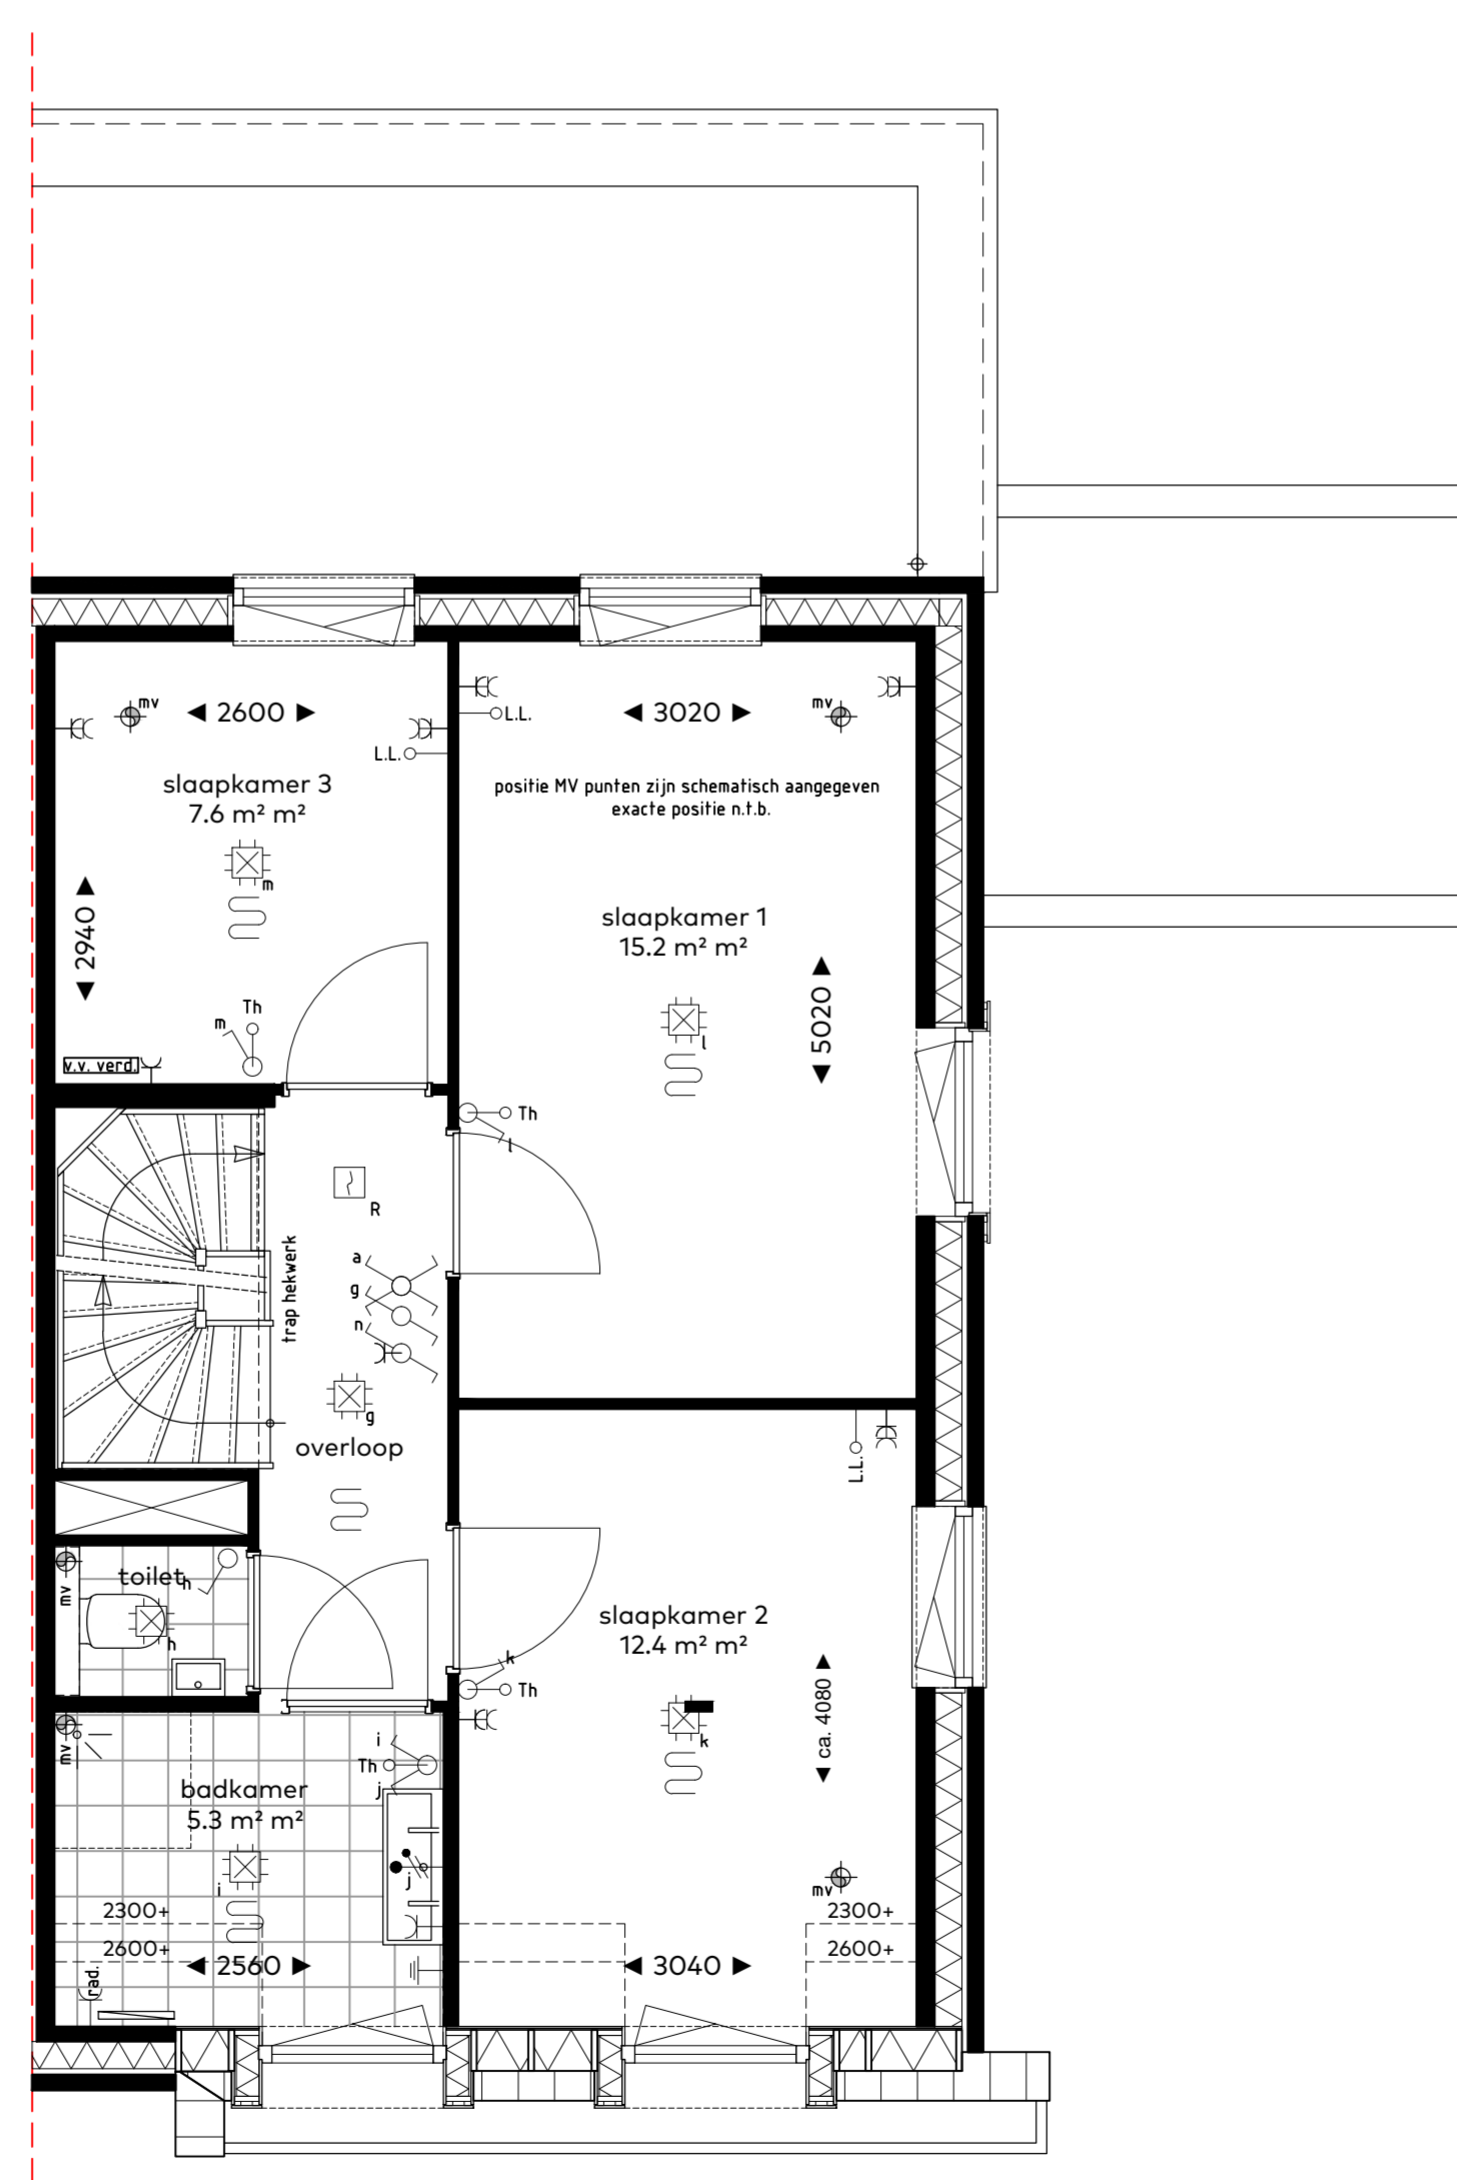 mv
◄ 2600 ►
L.L.
slaapkamer 3
7.6 m² m²
m
◄ 2940 ►
Th
m
v.v. verd.
L.L.
◄ 3020 ►
mv
positie MV punten zijn schematisch aangegeven
exacte positie n.t.b.
slaapkamer 1
15.2 m² m²
l
◄ 5020 ►
Th
l
R
trap hekwerk
a
g
n
g
overloop
L.L.
toilet
h
mv
h
slaapkamer 2
12.4 m² m²
k
Th
k
◄ ca. 4080 ►
mv
i
Th
j
badkamer
5.3 m² m²
j
i
mv
2300+
2600+
◄ 2560 ►
rad.
2300+
2600+
◄ 3040 ►